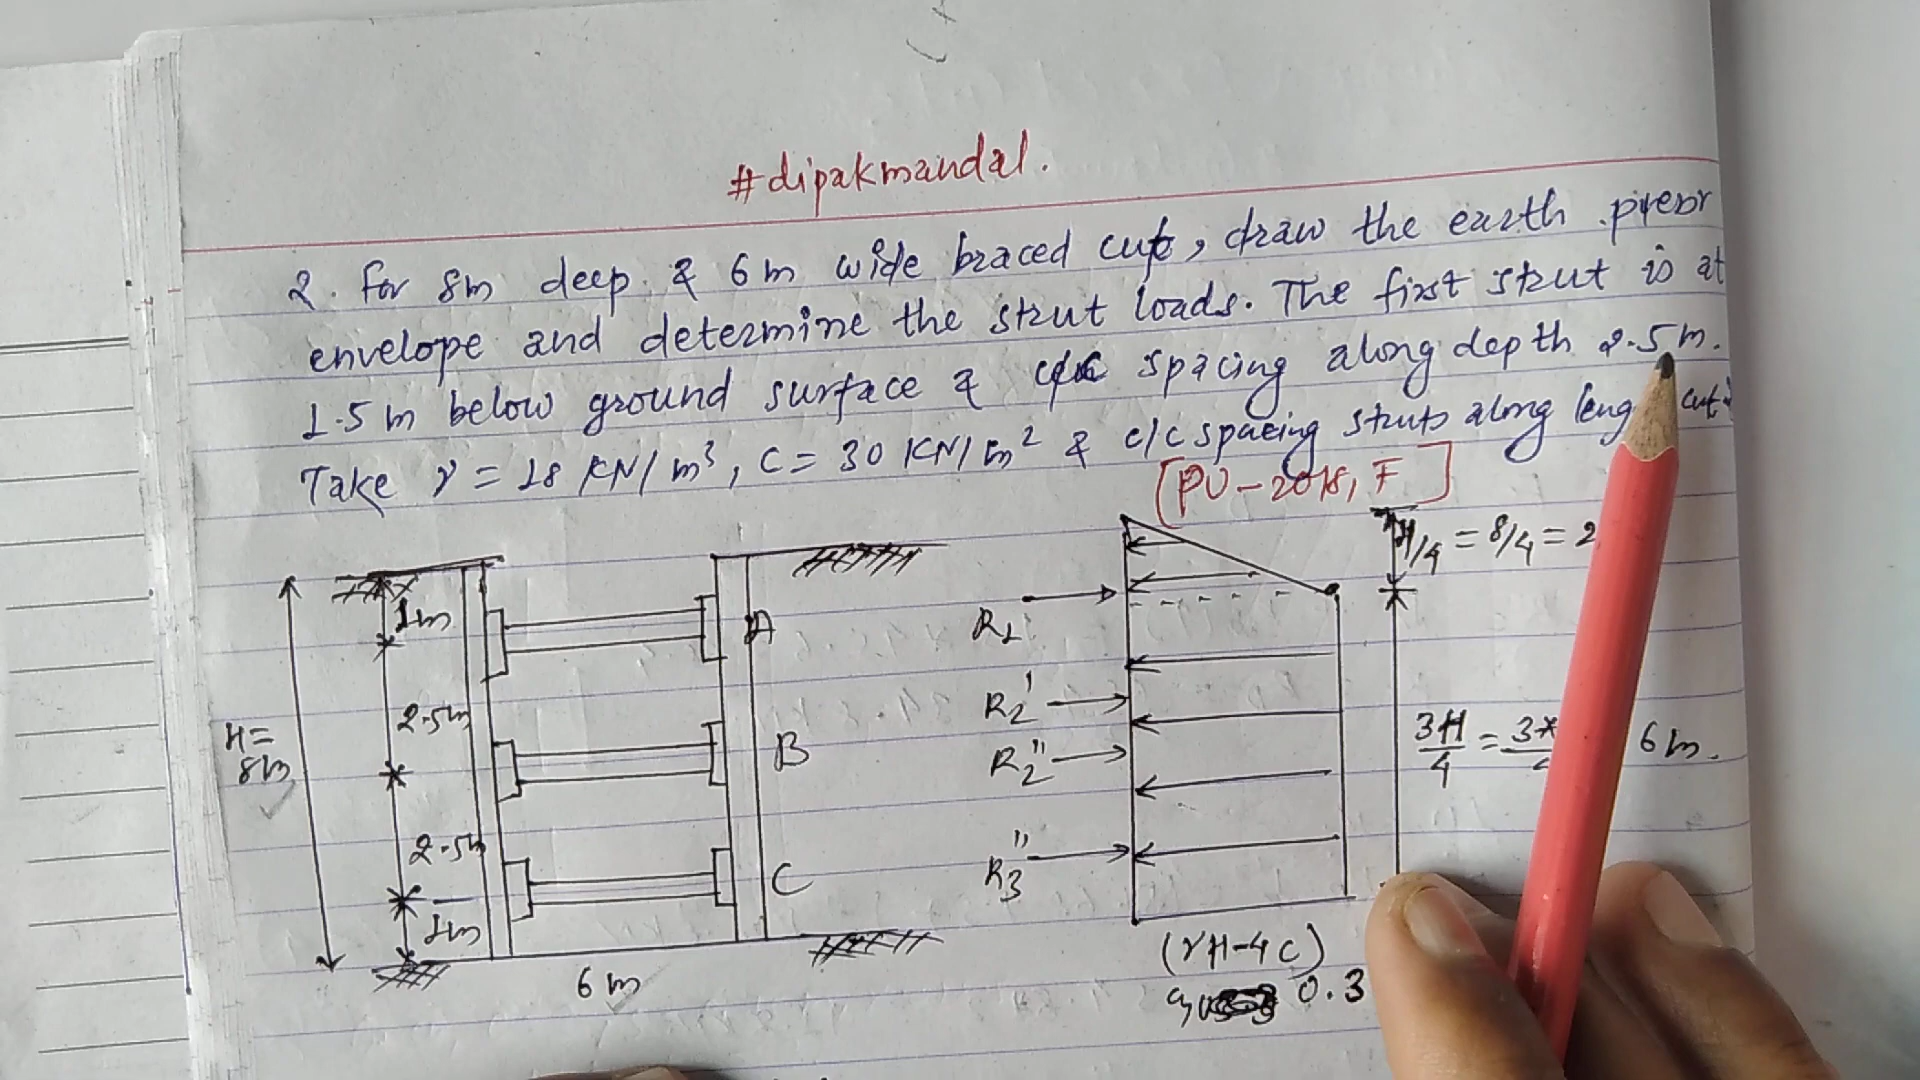 #dipakmandal.
2. For 8m deep & 6m wide braced cut, draw the earth
envelope and determine the strut loads. The first strut is at
1.5m below ground surface & c/c spacing along depth 2.5m.
Take γ = 18 KN/m³, C = 30 KN/m² & c/c spacing struts along leng cut
[PU-2018, F]
H/4 = 8/4 = 2
1m
A
R1
2.5m
R2'
H =
8m
B
R2''
3H/4 = 3* 6m.
2.5m
C
R3''
1m
6m
(γH-4C)
0.3